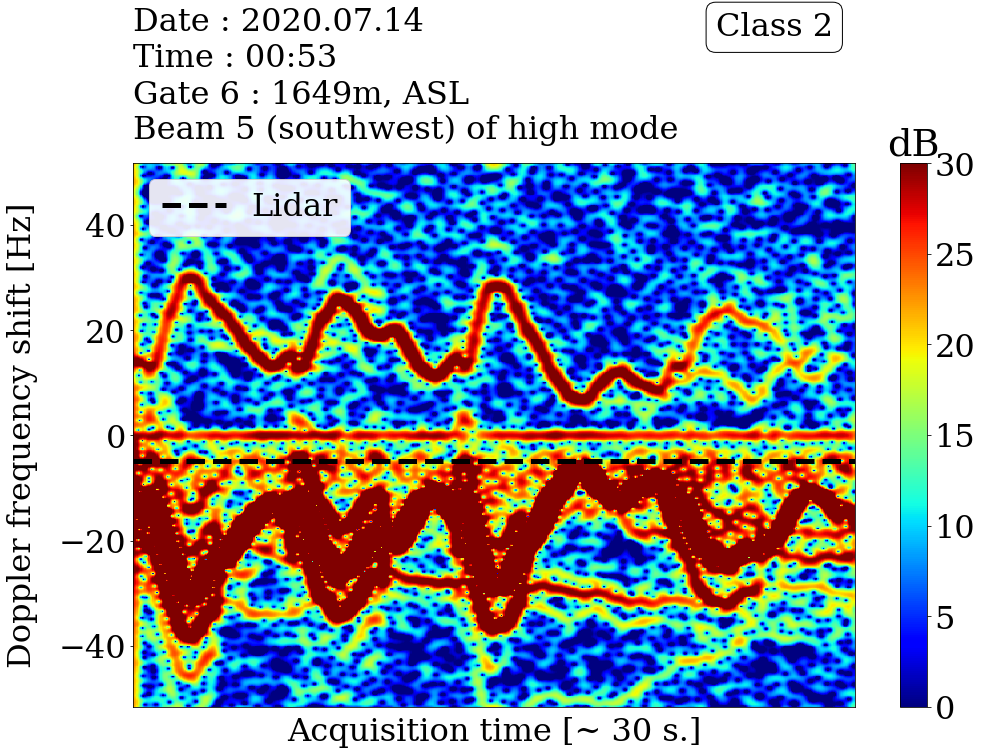 Date : 2020.07.14
Time : 00:53
Gate 6 : 1649m, ASL
Beam 5 (southwest) of high mode
Class 2
dB
Lidar
Doppler frequency shift [Hz]
40
20
0
−20
−40
Acquisition time [~ 30 s.]
30
25
20
15
10
5
0